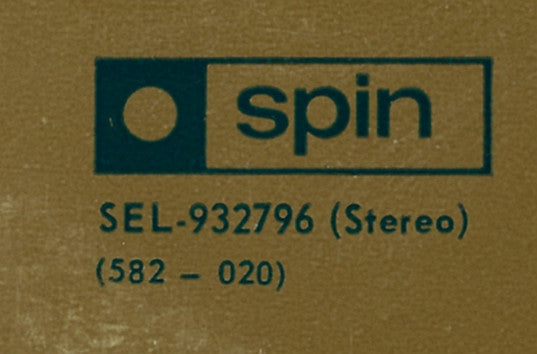 spin
SEL-932796 (Stereo)
(582 – 020)